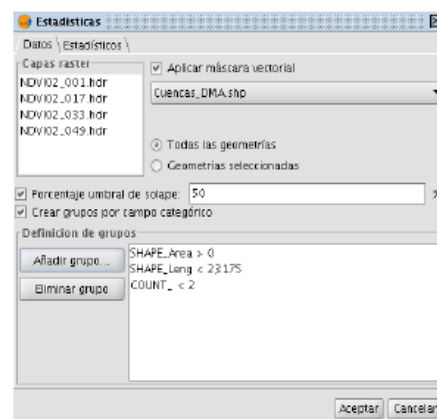 Estadísticas
Datos Estadísticos
Capas raster
NDVI02_001.hdr
NDVI02_017.hdr
NDVI02_033.hdr
NDVI02_049.hdr
Aplicar máscara vectorial
Cuencas_DMA.shp
Todas las geometrías
Geometrías seleccionadas
Porcentaje umbral de solape: 50 %
Crear grupos por campo categórico
Definicion de grupos
Añadir grupo...
Eliminar grupo
SHAPE_Area > 0
SHAPE_Leng < 23175
COUNT_ < 2
Aceptar Cancelar